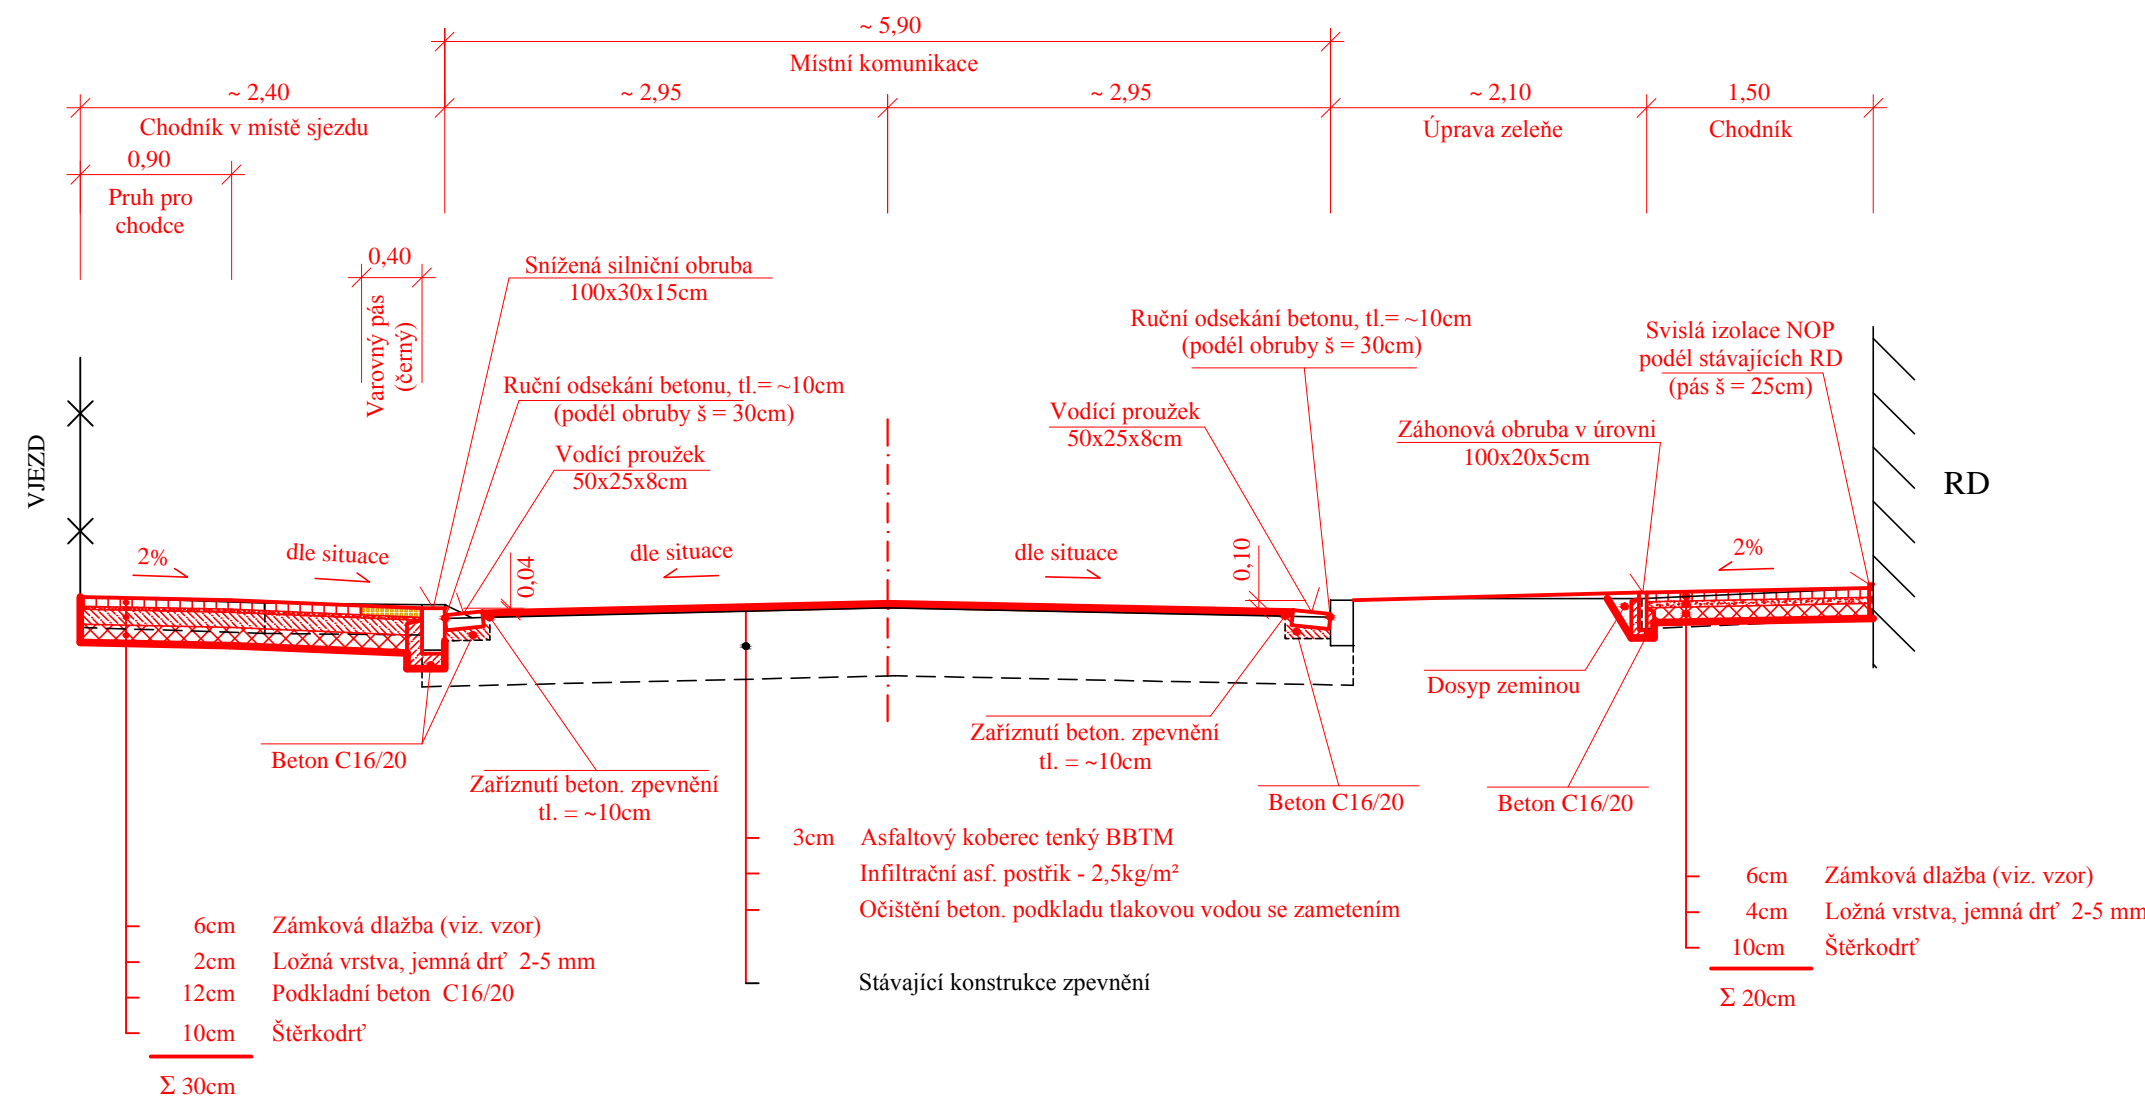 ~ 5,90
Místní komunikace
~ 2,40
~ 2,95
~ 2,95
~ 2,10
1,50
Chodník v místě sjezdu
Úprava zeleňe
Chodník
0,90
Pruh pro
chodce
0,40
Varovný pás
(černý)
Snížená silniční obruba
100x30x15cm
Ruční odsekání betonu, tl.= ~10cm
(podél obruby š = 30cm)
Vodící proužek
50x25x8cm
Ruční odsekání betonu, tl.= ~10cm
(podél obruby š = 30cm)
Vodící proužek
50x25x8cm
Svislá izolace NOP
podél stávajících RD
(pás š = 25cm)
Záhonová obruba v úrovni
100x20x5cm
VJEZD
RD
2%
dle situace
0,04
dle situace
dle situace
0,10
2%
Dosyp zeminou
Beton C16/20
Zaříznutí beton. zpevnění
tl. = ~10cm
Zaříznutí beton. zpevnění
tl. = ~10cm
Beton C16/20
Beton C16/20
3cm Asfaltový koberec tenký BBTM
Infiltrační asf. postřik - 2,5kg/m²
Očištění beton. podkladu tlakovou vodou se zametením
Stávající konstrukce zpevnění
6cm Zámková dlažba (viz. vzor)
2cm Ložná vrstva, jemná drť 2-5 mm
12cm Podkladní beton C16/20
10cm Štěrkodrť
Σ 30cm
6cm Zámková dlažba (viz. vzor)
4cm Ložná vrstva, jemná drť 2-5 mm
10cm Štěrkodrť
Σ 20cm